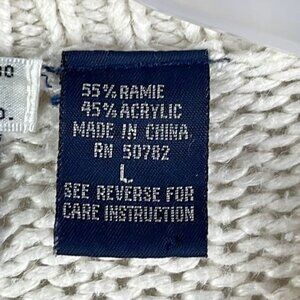 55% RAMIE
45% ACRYLIC
MADE IN CHINA
RN 50782
L
SEE REVERSE FOR
CARE INSTRUCTION